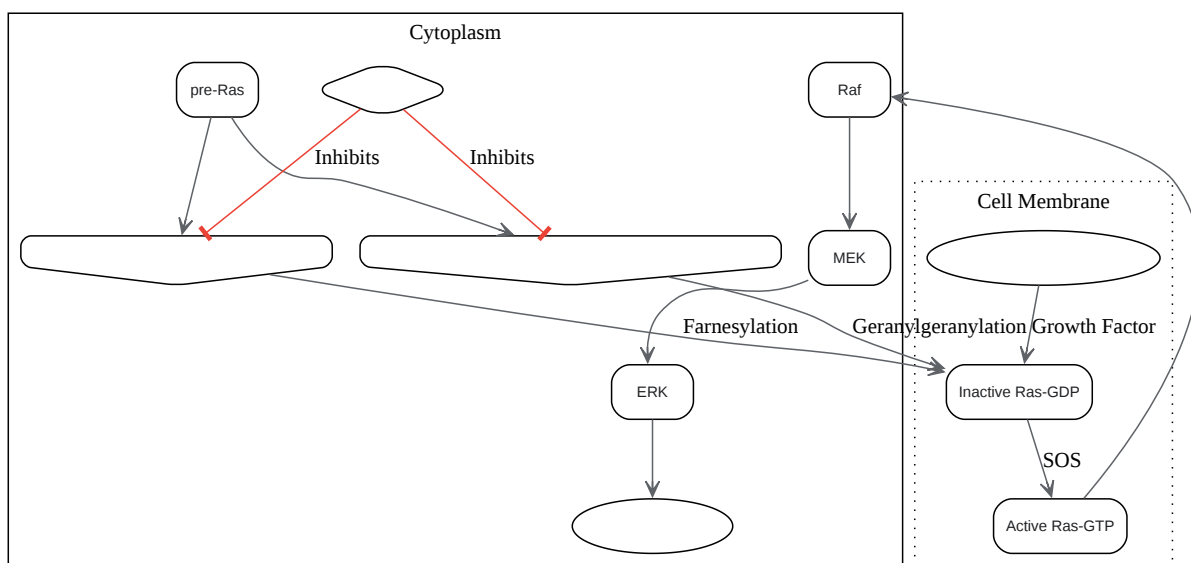 Cytoplasm
pre-Ras
Raf
Inhibits
Inhibits
Cell Membrane
MEK
Farnesylation
Geranylgeranylation
Growth Factor
ERK
Inactive Ras-GDP
SOS
Active Ras-GTP